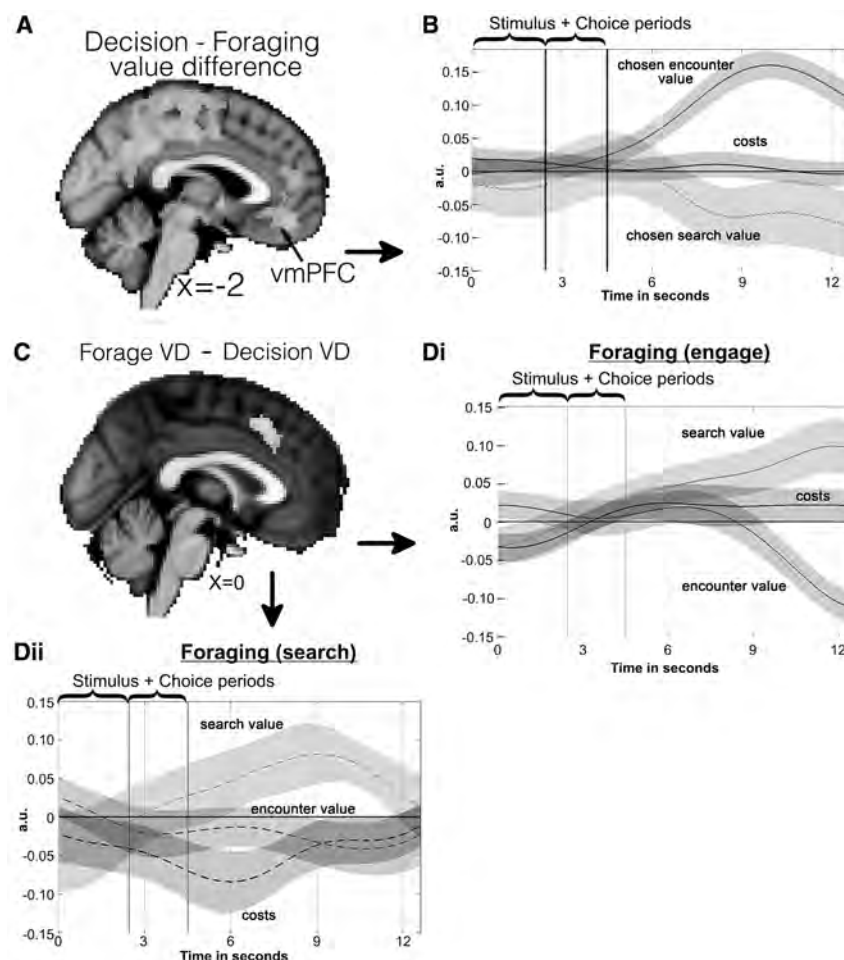 A
Decision - Foraging
value difference
vmPFC
X=-2
B
Stimulus + Choice periods
0.15
0.10
0.05
0
-0.05
-0.10
-0.15
a.u.
chosen encounter
value
costs
chosen search value
3 6 9 12
Time in seconds
C
Forage VD - Decision VD
X=0
Di
Foraging (engage)
Stimulus + Choice periods
0.15
0.10
0.05
0
-0.05
-0.10
-0.15
a.u.
search value
costs
encounter value
0 3 6 9 12
Time in seconds
Dii
Foraging (search)
Stimulus + Choice periods
0.15
0.10
0.05
0
-0.05
-0.10
-0.15
a.u.
search value
encounter value
costs
0 3 6 9 12
Time in seconds